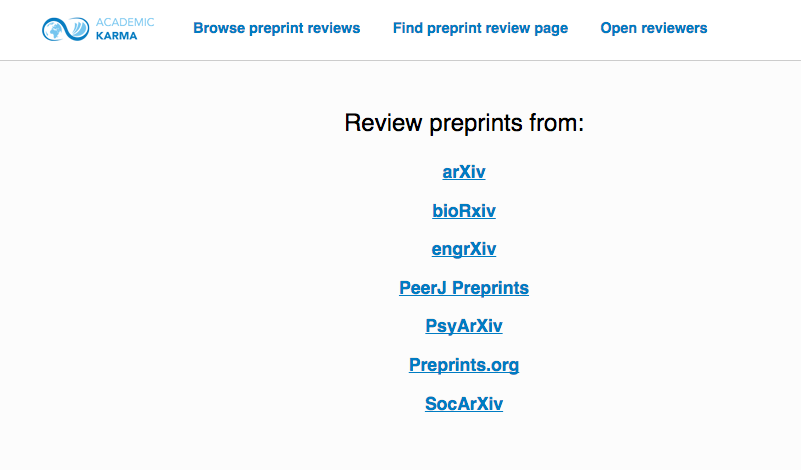 ACADEMIC
KARMA
Browse preprint reviews
Find preprint review page
Open reviewers
Review preprints from:
arXiv
bioRxiv
engrXiv
PeerJ Preprints
PsyArXiv
Preprints.org
SocArXiv